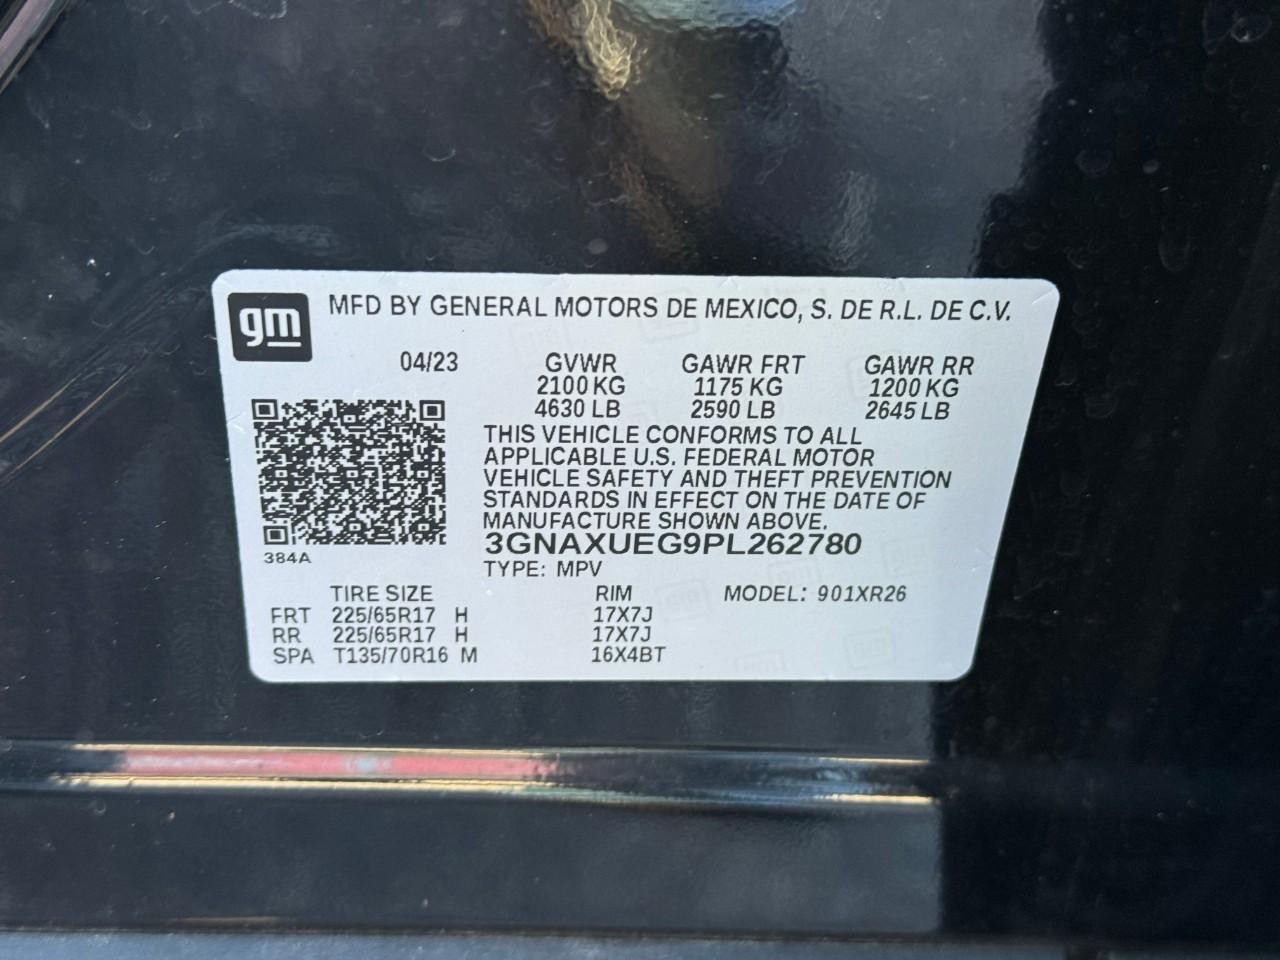 gm
MFD BY GENERAL MOTORS DE MEXICO, S. DE R.L. DE C.V.
04/23 GVWR GAWR FRT GAWR RR
2100 KG 1175 KG 1200 KG
4630 LB 2590 LB 2645 LB
THIS VEHICLE CONFORMS TO ALL
APPLICABLE U.S. FEDERAL MOTOR
VEHICLE SAFETY AND THEFT PREVENTION
STANDARDS IN EFFECT ON THE DATE OF
MANUFACTURE SHOWN ABOVE.
3GNAXUEG9PL262780
384A
TYPE: MPV
TIRE SIZE RIM MODEL: 901XR26
FRT 225/65R17 H 17X7J
RR 225/65R17 H 17X7J
SPA T135/70R16 M 16X4BT